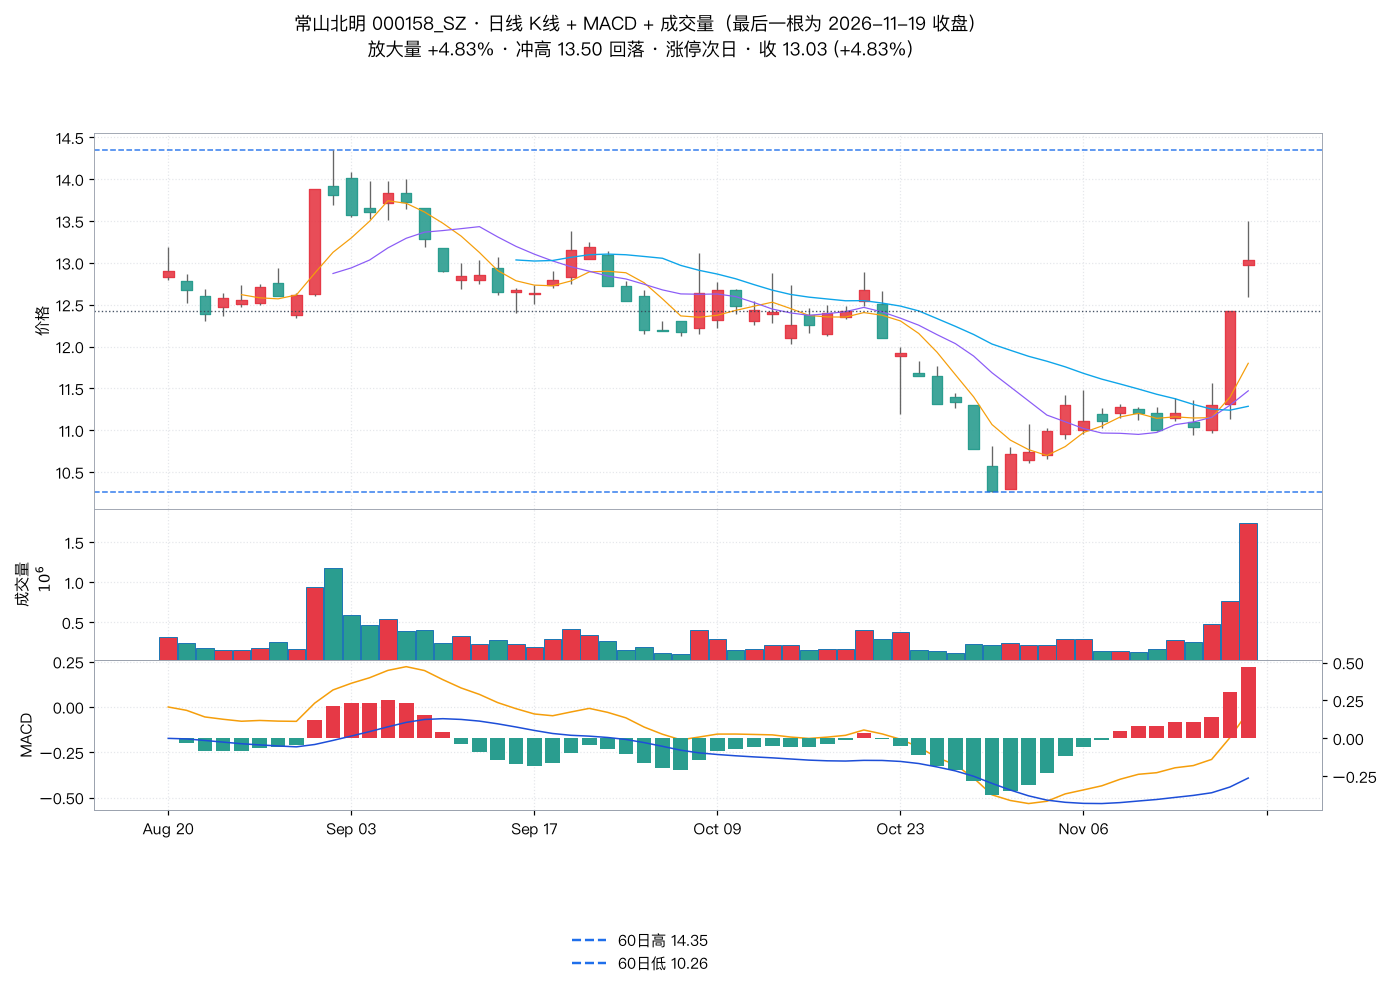 常山北明 000158_SZ · 日线 K线 + MACD + 成交量（最后一根为 2026−11−19 收盘）
放大量 +4.83% · 冲高 13.50 回落 · 涨停次日 · 收 13.03 (+4.83%)
价格
14.5
14.0
13.5
13.0
12.5
12.0
11.5
11.0
10.5
成交量
10⁶
1.5
1.0
0.5
MACD
0.25
0.00
−0.25
−0.50
0.50
0.25
0.00
−0.25
Aug 20
Sep 03
Sep 17
Oct 09
Oct 23
Nov 06
60日高 14.35
60日低 10.26